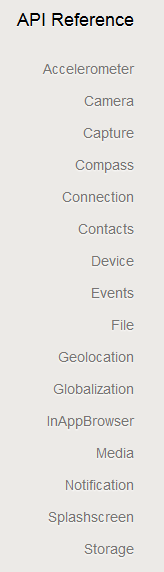 API Reference
Accelerometer
Camera
Capture
Compass
Connection
Contacts
Device
Events
File
Geolocation
Globalization
InAppBrowser
Media
Notification
Splashscreen
Storage